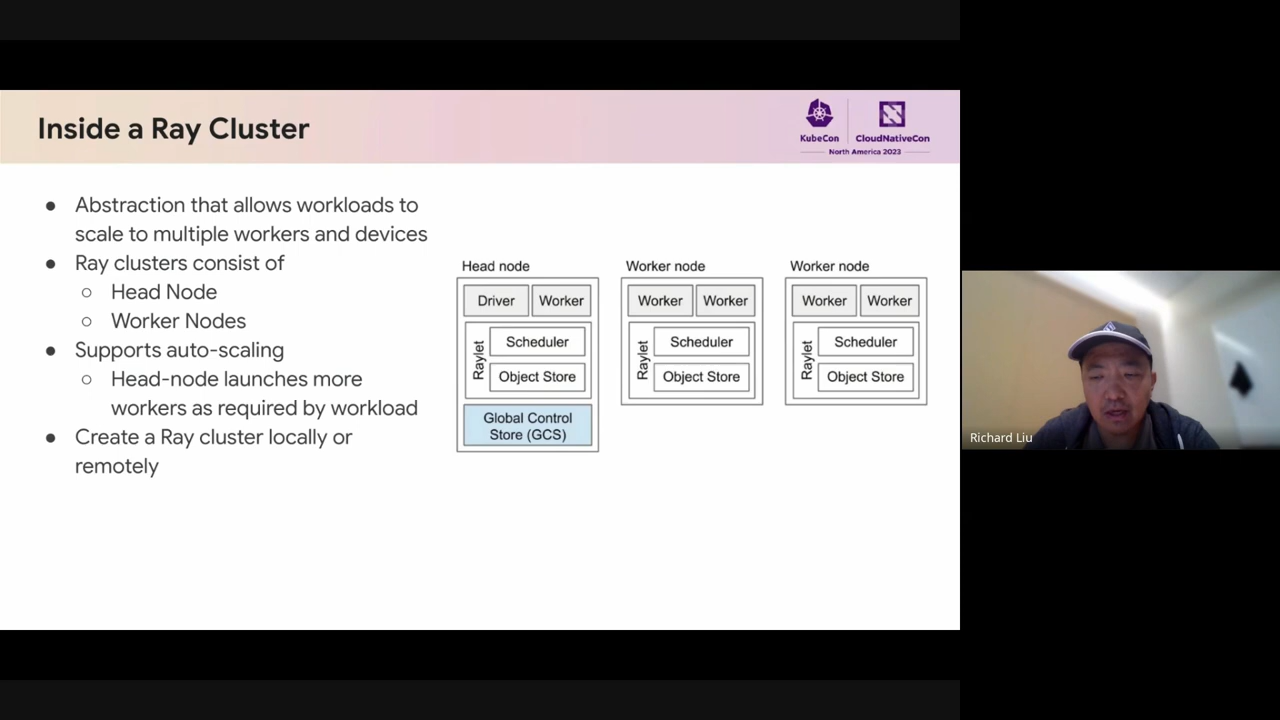 Inside a Ray Cluster
KubeCon
CloudNativeCon
North America 2023
● Abstraction that allows workloads to
scale to multiple workers and devices
● Ray clusters consist of
○ Head Node
○ Worker Nodes
● Supports auto-scaling
○ Head-node launches more
workers as required by workload
● Create a Ray cluster locally or
remotely
Head node
Driver
Worker
Raylet
Scheduler
Object Store
Global Control
Store (GCS)
Worker node
Worker
Worker
Raylet
Scheduler
Object Store
Worker node
Worker
Worker
Raylet
Scheduler
Object Store
Richard Liu